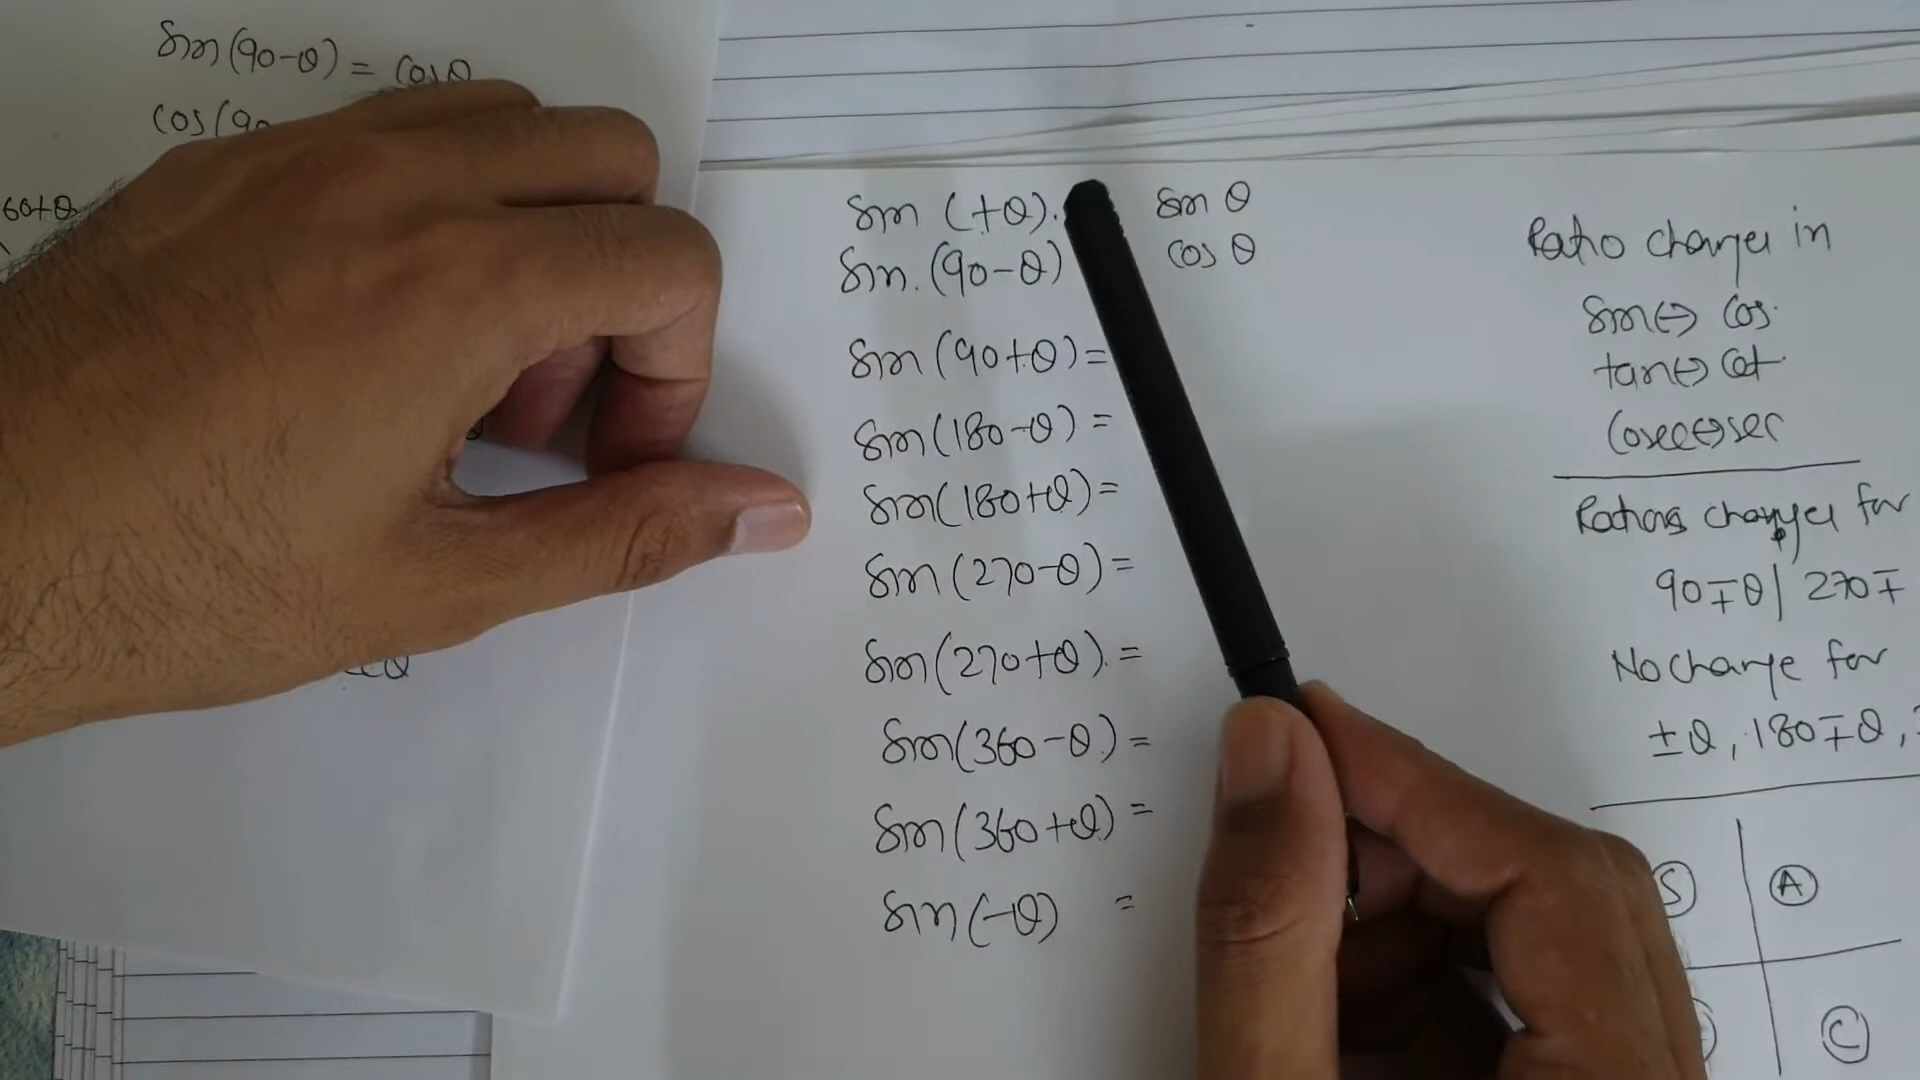 Sin (90-θ) = Cosθ
Cos (90
60+θ
Sin (+θ). Sin θ
Sin. (90-θ) Cos θ
Sin (90+θ) =
Sin (180-θ) =
Sin (180+θ) =
Sin (270-θ) =
Sin (270+θ). =
Sin (360-θ) =
Sin (360+θ) =
Sin (-θ) =
Ratio changes in
Sin ↔ Cos.
tan ↔ Cot.
Cosec ↔ sec
changes for
90∓θ | 270∓
No change for
±θ, 180∓θ,
S A
C